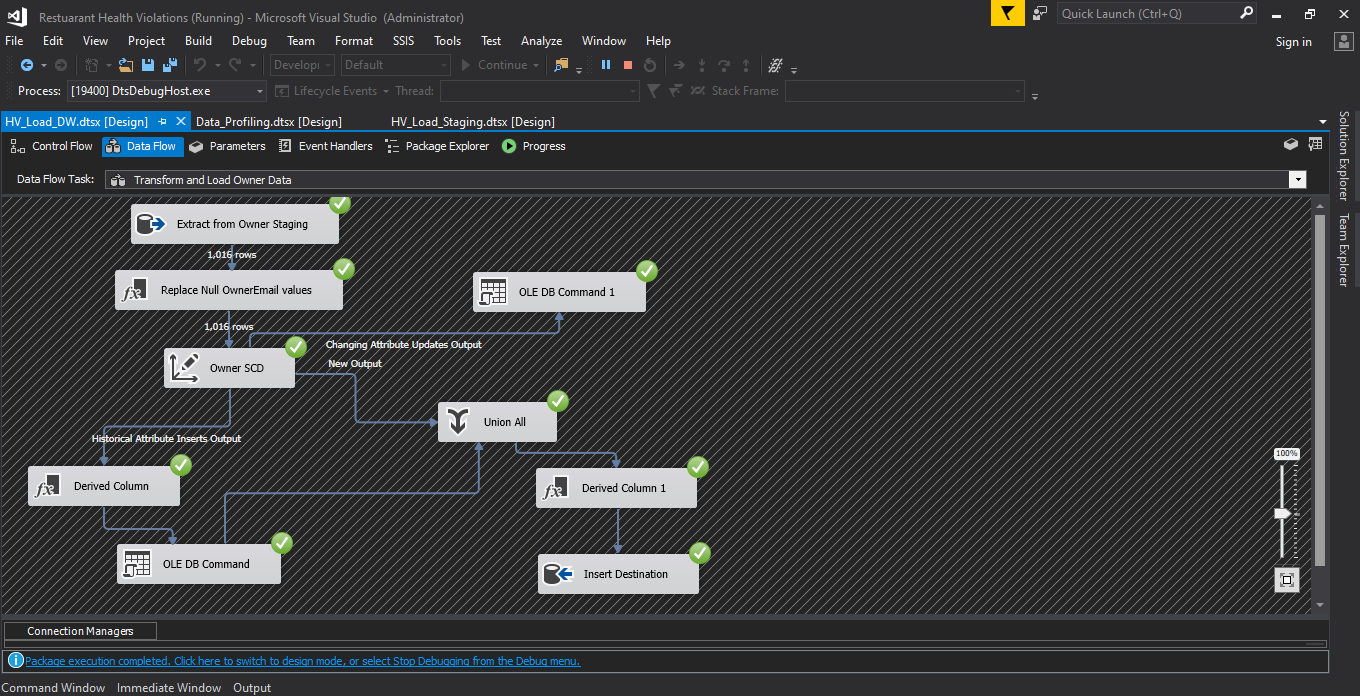 Restuarant Health Violations (Running) - Microsoft Visual Studio (Administrator)
Quick Launch (Ctrl+Q)
File Edit View Project Build Debug Team Format SSIS Tools Test Analyze Window Help
Sign in
Develop Default Continue
Process: [19400] DtsDebugHost.exe Lifecycle Events Thread: Stack Frame:
HV_Load_DW.dtsx [Design] Data_Profiling.dtsx [Design] HV_Load_Staging.dtsx [Design]
Control Flow Data Flow Parameters Event Handlers Package Explorer Progress
Data Flow Task: Transform and Load Owner Data
Solution Explorer
Team Explorer
Extract from Owner Staging
1,016 rows
Replace Null OwnerEmail values
OLE DB Command 1
1,016 rows
Changing Attribute Updates Output
New Output
Owner SCD
Union All
Historical Attribute Inserts Output
Derived Column
Derived Column 1
OLE DB Command
Insert Destination
100%
Connection Managers
Package execution completed. Click here to switch to design mode, or select Stop Debugging from the Debug menu.
Command Window Immediate Window Output